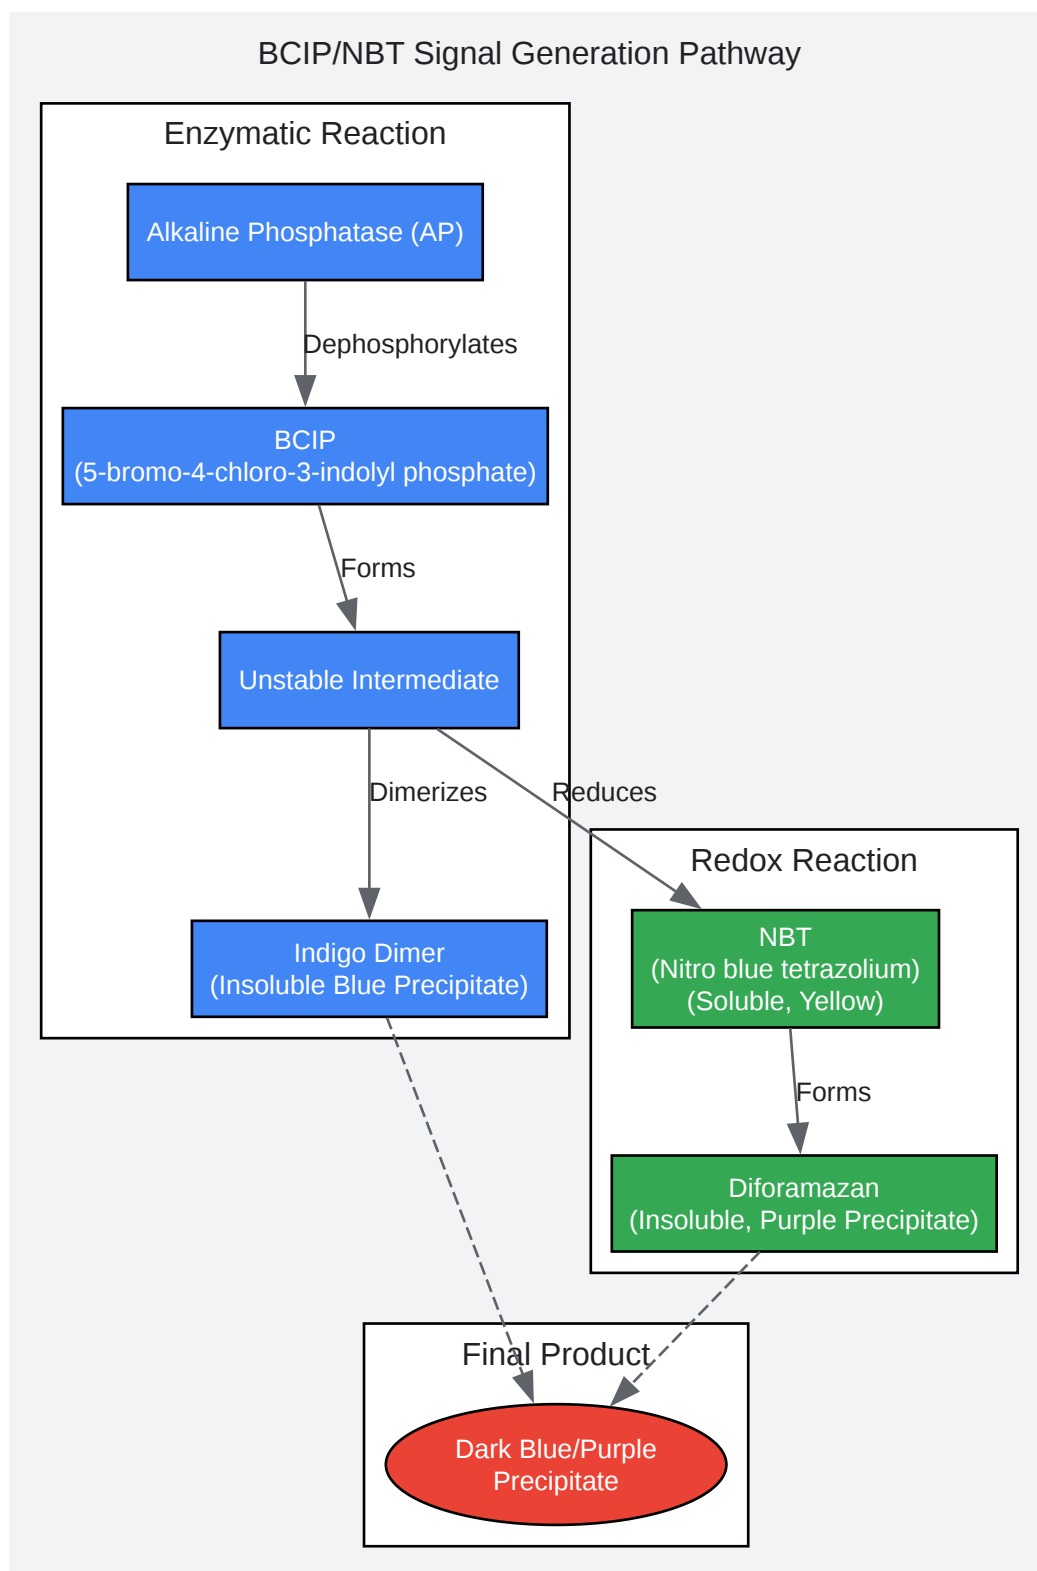 BCIP/NBT Signal Generation Pathway
Enzymatic Reaction
Alkaline Phosphatase (AP)
Dephosphorylates
BCIP
(5-bromo-4-chloro-3-indolyl phosphate)
Forms
Unstable Intermediate
Dimerizes
Reduces
Redox Reaction
NBT
(Nitro blue tetrazolium)
(Soluble, Yellow)
Indigo Dimer
(Insoluble Blue Precipitate)
Forms
Diforamazan
(Insoluble, Purple Precipitate)
Final Product
Dark Blue/Purple
Precipitate